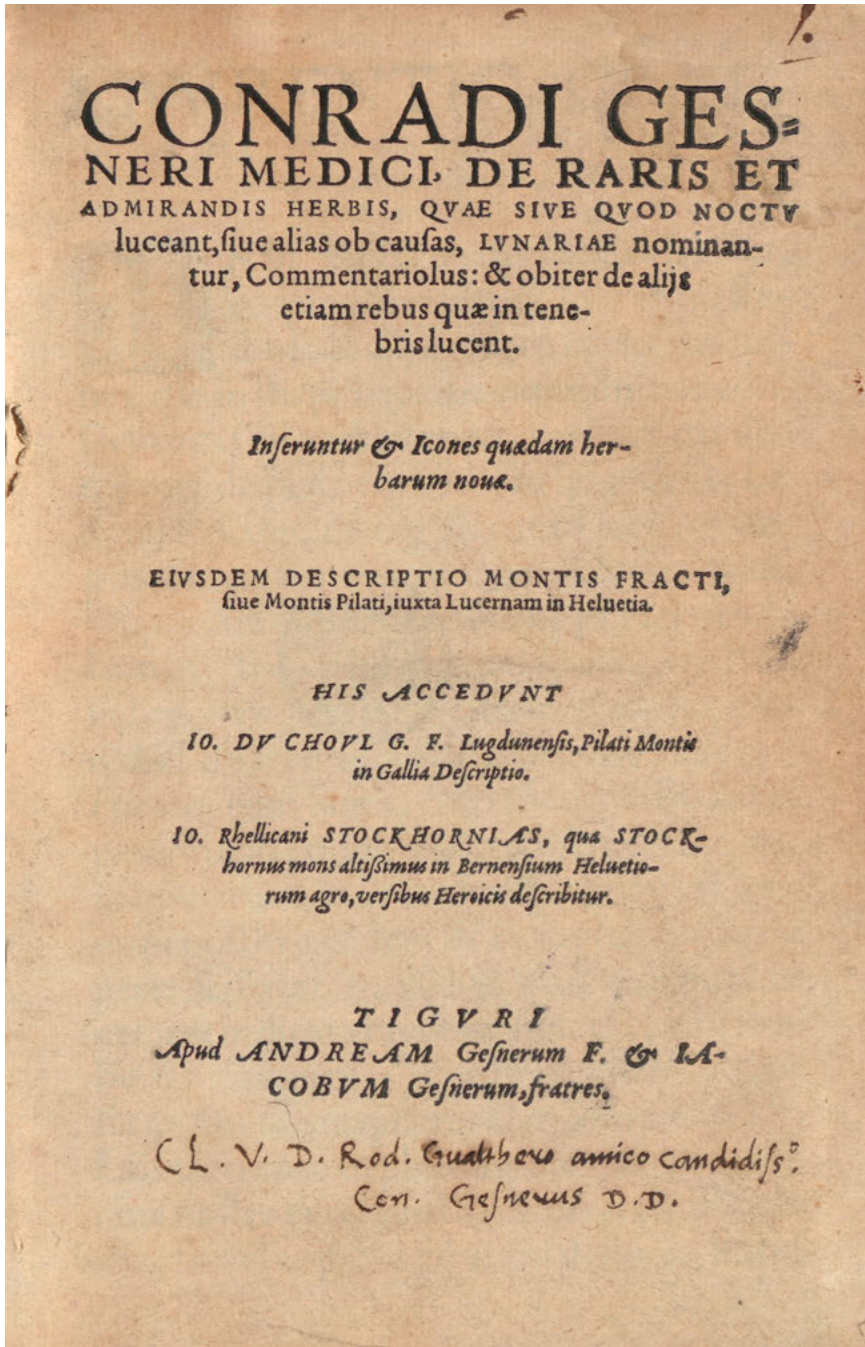 1.
CONRADI GES=
NERI MEDICI, DE RARIS ET
ADMIRANDIS HERBIS, QVAE SIVE QVOD NOCTV
luceant, ſiue alias ob cauſas, LVNARIAE nominan-
tur, Commentariolus: & obiter de alijs
etiam rebus quæ in tene-
bris lucent.
Inſeruntur & Icones quædam her-
barum nouæ.
EIVSDEM DESCRIPTIO MONTIS FRACTI,
ſiue Montis Pilati, iuxta Lucernam in Heluetia.
HIS ACCEDVNT
IO. DV CHOVL G. F. Lugdunenſis, Pilati Montis
in Gallia Deſcriptio.
IO. Rhellicani STOCKHORNIAS, qua STOCK-
hornus mons altiſsimus in Bernenſium Heluetio-
rum agro, verſibus Heroicis deſcribitur.
TIGVRI
Apud ANDREAM Geſnerum F. & IA-
COBVM Geſnerum, fratres.
CL. V. D. Rod. Gualthero amico candidiſs°.
Con. Geſnerus D.D.